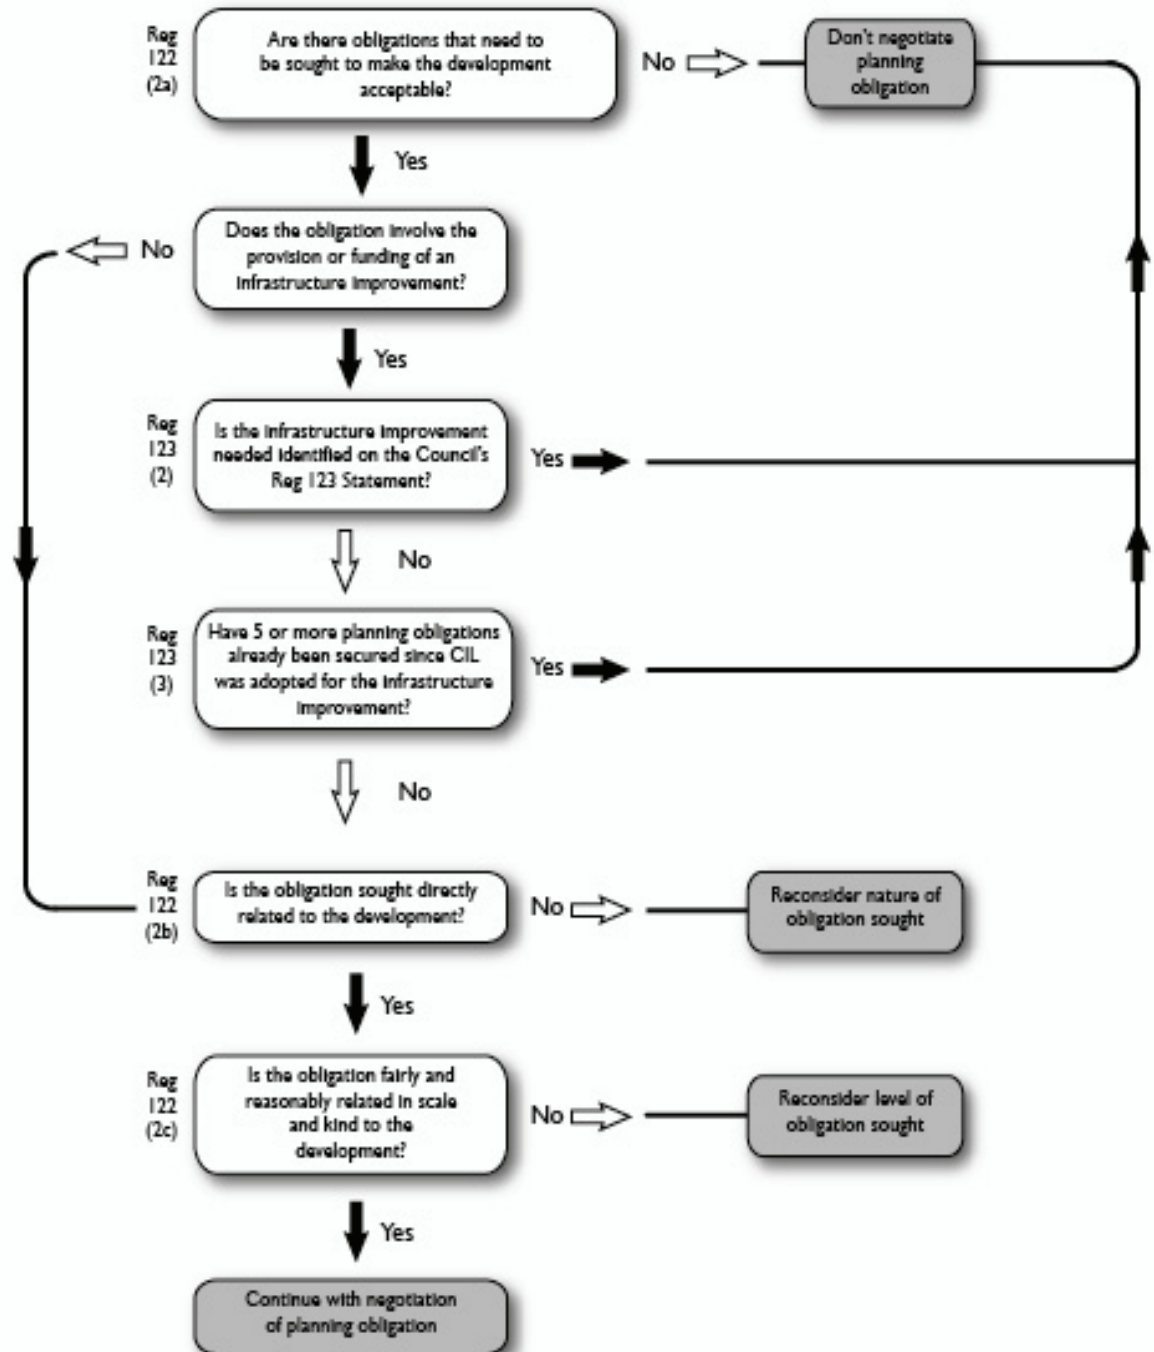 Reg
122
(2a)
Are there obligations that need to
be sought to make the development
acceptable?
No
Don't negotiate
planning
obligation
Yes
No
Does the obligation involve the
provision or funding of an
infrastructure improvement?
Yes
Reg
123
(2)
Is the infrastructure improvement
needed identified on the Council's
Reg 123 Statement?
Yes
No
Reg
123
(3)
Have 5 or more planning obligations
already been secured since CIL
was adopted for the infrastructure
improvement?
Yes
No
Reg
122
(2b)
Is the obligation sought directly
related to the development?
No
Reconsider nature of
obligation sought
Yes
Reg
122
(2c)
Is the obligation fairly and
reasonably related in scale
and kind to the
development?
No
Reconsider level of
obligation sought
Yes
Continue with negotiation
of planning obligation